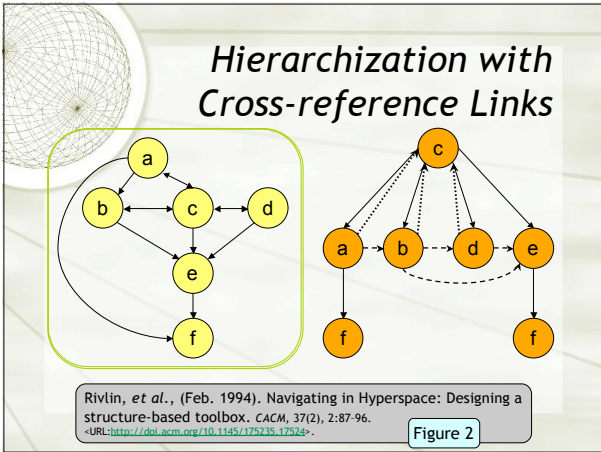 Hierarchization with
Cross-reference Links
a
b c d
e
f
c
a b d e
f f
Rivlin, et al., (Feb. 1994). Navigating in Hyperspace: Designing a
structure-based toolbox. CACM, 37(2), 2:87-96.
<URL:http://doi.acm.org/10.1145/175235.17524>.
Figure 2